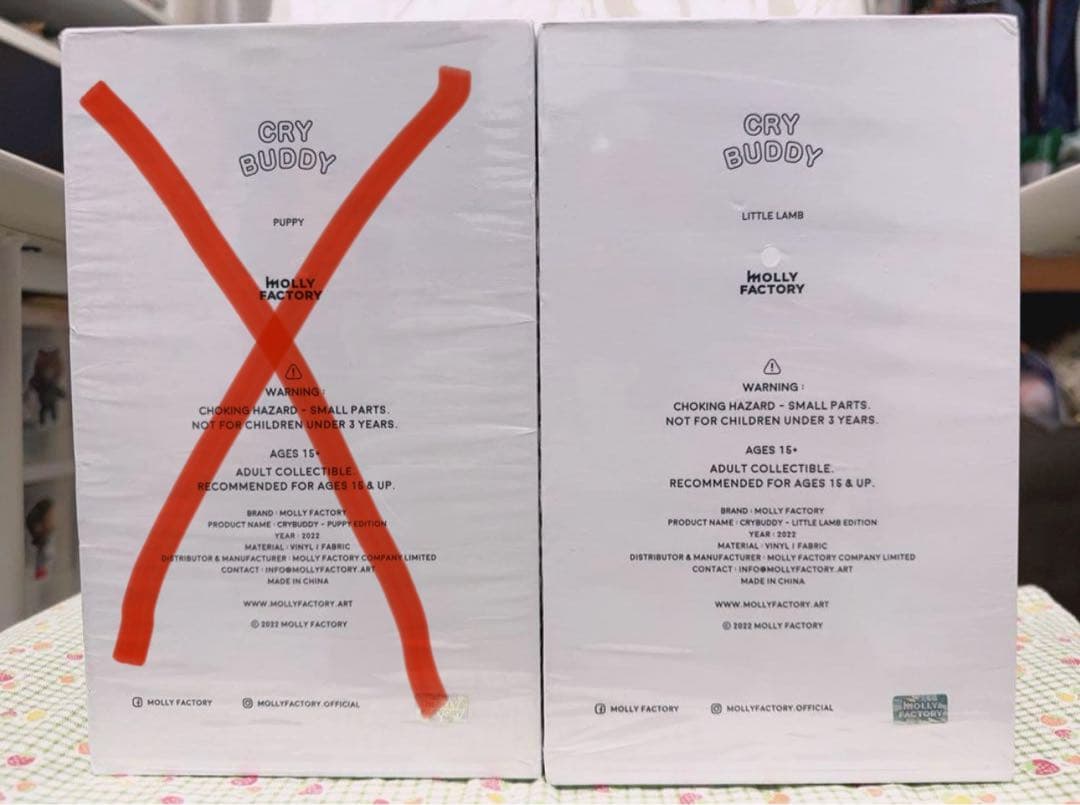 CRY
BUDDY
PUPPY
MOLLY
FACTORY
WARNING :
CHOKING HAZARD - SMALL PARTS.
NOT FOR CHILDREN UNDER 3 YEARS.
AGES 15+
ADULT COLLECTIBLE.
RECOMMENDED FOR AGES 15 & UP.
BRAND : MOLLY FACTORY
PRODUCT NAME : CRYBUDDY - PUPPY EDITION
YEAR : 2022
MATERIAL : VINYL / FABRIC
DISTRIBUTOR & MANUFACTURER : MOLLY FACTORY COMPANY LIMITED
CONTACT : INFO@MOLLYFACTORY.ART
MADE IN CHINA
WWW.MOLLYFACTORY.ART
© 2022 MOLLY FACTORY
MOLLY FACTORY MOLLYFACTORY.OFFICIAL
CRY
BUDDY
LITTLE LAMB
MOLLY
FACTORY
WARNING :
CHOKING HAZARD - SMALL PARTS.
NOT FOR CHILDREN UNDER 3 YEARS.
AGES 15+
ADULT COLLECTIBLE.
RECOMMENDED FOR AGES 15 & UP.
BRAND : MOLLY FACTORY
PRODUCT NAME : CRYBUDDY - LITTLE LAMB EDITION
YEAR : 2022
MATERIAL : VINYL / FABRIC
DISTRIBUTOR & MANUFACTURER : MOLLY FACTORY COMPANY LIMITED
CONTACT : INFO@MOLLYFACTORY.ART
MADE IN CHINA
WWW.MOLLYFACTORY.ART
© 2022 MOLLY FACTORY
MOLLY FACTORY MOLLYFACTORY.OFFICIAL
MOLLY
FACTORY